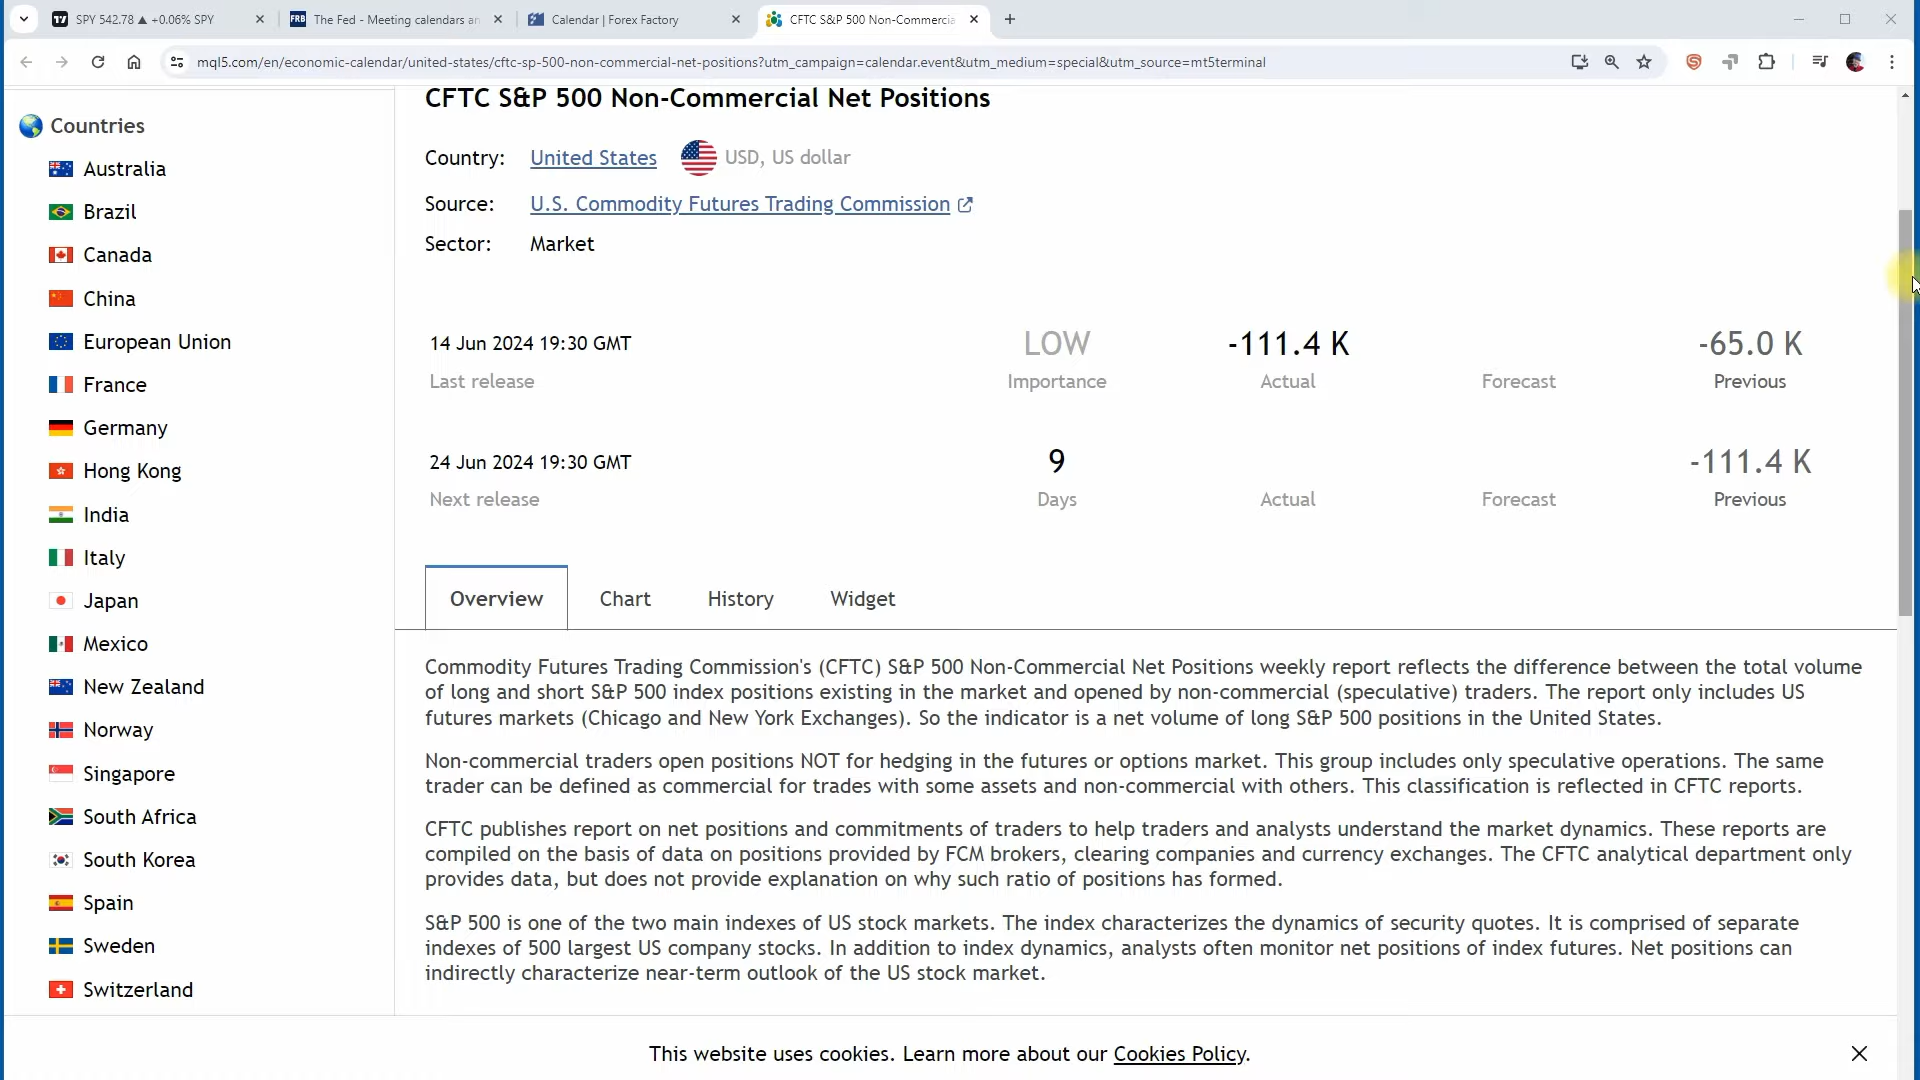 SPY 542.78 ▲ +0.06% SPY
FRB The Fed - Meeting calendars an
Calendar | Forex Factory
CFTC S&P 500 Non-Commercia
mql5.com/en/economic-calendar/united-states/cftc-sp-500-non-commercial-net-positions?utm_campaign=calendar.event&utm_medium=special&utm_source=mt5terminal
Countries
Australia
Brazil
Canada
China
European Union
France
Germany
Hong Kong
India
Italy
Japan
Mexico
New Zealand
Norway
Singapore
South Africa
South Korea
Spain
Sweden
Switzerland
CFTC S&P 500 Non-Commercial Net Positions
Country: United States USD, US dollar
Source: U.S. Commodity Futures Trading Commission
Sector: Market
14 Jun 2024 19:30 GMT LOW -111.4 K -65.0 K
Last release Importance Actual Forecast Previous
24 Jun 2024 19:30 GMT 9 -111.4 K
Next release Days Actual Forecast Previous
Overview Chart History Widget
Commodity Futures Trading Commission's (CFTC) S&P 500 Non-Commercial Net Positions weekly report reflects the difference between the total volume
of long and short S&P 500 index positions existing in the market and opened by non-commercial (speculative) traders. The report only includes US
futures markets (Chicago and New York Exchanges). So the indicator is a net volume of long S&P 500 positions in the United States.
Non-commercial traders open positions NOT for hedging in the futures or options market. This group includes only speculative operations. The same
trader can be defined as commercial for trades with some assets and non-commercial with others. This classification is reflected in CFTC reports.
CFTC publishes report on net positions and commitments of traders to help traders and analysts understand the market dynamics. These reports are
compiled on the basis of data on positions provided by FCM brokers, clearing companies and currency exchanges. The CFTC analytical department only
provides data, but does not provide explanation on why such ratio of positions has formed.
S&P 500 is one of the two main indexes of US stock markets. The index characterizes the dynamics of security quotes. It is comprised of separate
indexes of 500 largest US company stocks. In addition to index dynamics, analysts often monitor net positions of index futures. Net positions can
indirectly characterize near-term outlook of the US stock market.
This website uses cookies. Learn more about our Cookies Policy.